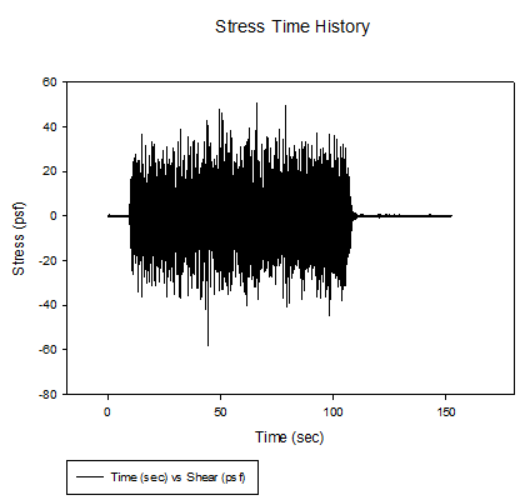 Stress Time History
60
40
20
0
-20
-40
-60
-80
Stress (psf)
0 50 100 150
Time (sec)
Time (sec) vs Shear (psf)